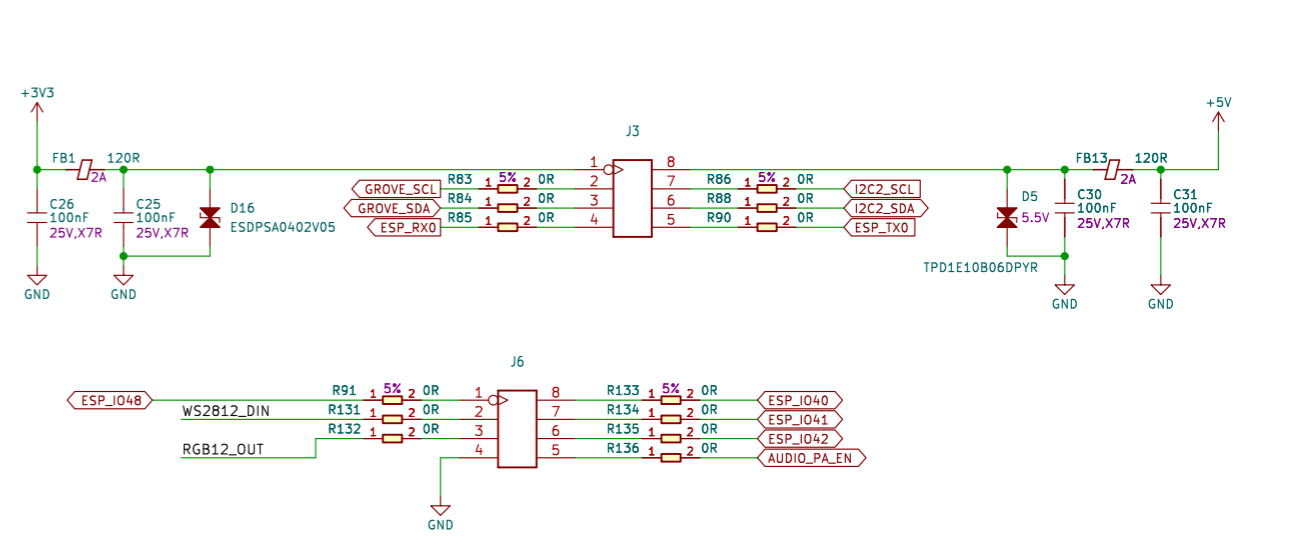 +3V3
+5V
J3
FB1 120R
2A
1 8
FB13 120R
2A
GROVE_SCL R83 1 5% 2 0R 2 7 R86 1 5% 2 0R I2C2_SCL
GROVE_SDA R84 1 2 0R 3 6 R88 1 2 0R I2C2_SDA
ESP_RX0 R85 1 2 0R 4 5 R90 1 2 0R ESP_TX0
C26
100nF
25V,X7R
C25
100nF
25V,X7R
D16
ESDPSA0402V05
D5
5.5V
TPD1E10B06DPYR
C30
100nF
25V,X7R
C31
100nF
25V,X7R
GND
GND
GND
GND
J6
ESP_IO48 R91 1 5% 2 0R 1 8 R133 1 5% 2 0R ESP_IO40
WS2812_DIN R131 1 2 0R 2 7 R134 1 2 0R ESP_IO41
RGB12_OUT R132 1 2 0R 3 6 R135 1 2 0R ESP_IO42
4 5 R136 1 2 0R AUDIO_PA_EN
GND